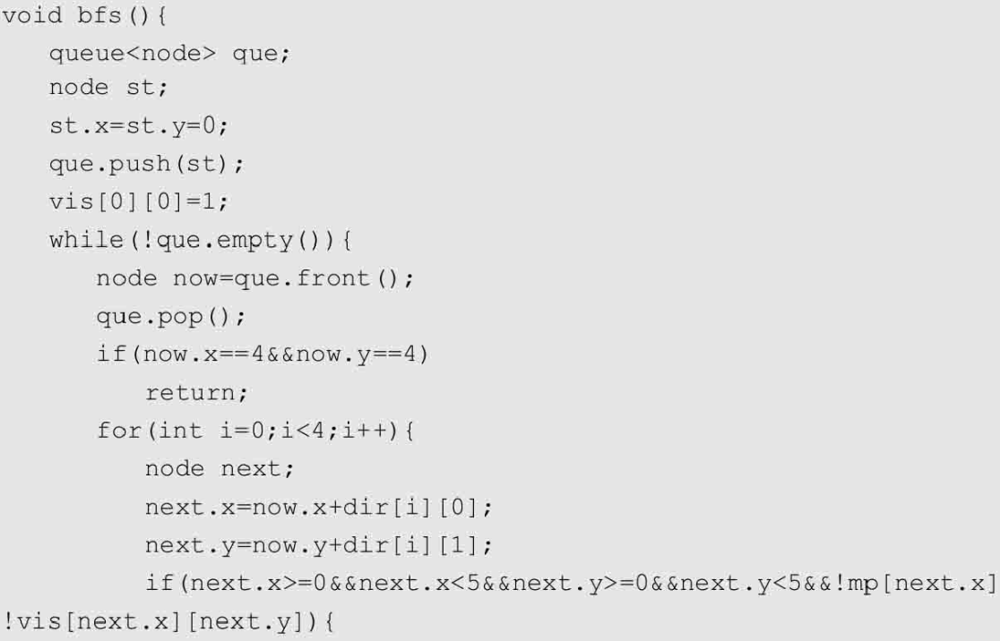 void bfs(){
queue<node> que;
node st;
st.x=st.y=0;
que.push(st);
vis[0][0]=1;
while(!que.empty()){
node now=que.front();
que.pop();
if(now.x==4&&now.y==4)
return;
for(int i=0;i<4;i++){
node next;
next.x=now.x+dir[i][0];
next.y=now.y+dir[i][1];
if(next.x>=0&&next.x<5&&next.y>=0&&next.y<5&&!mp[next.x]
!vis[next.x][next.y]){